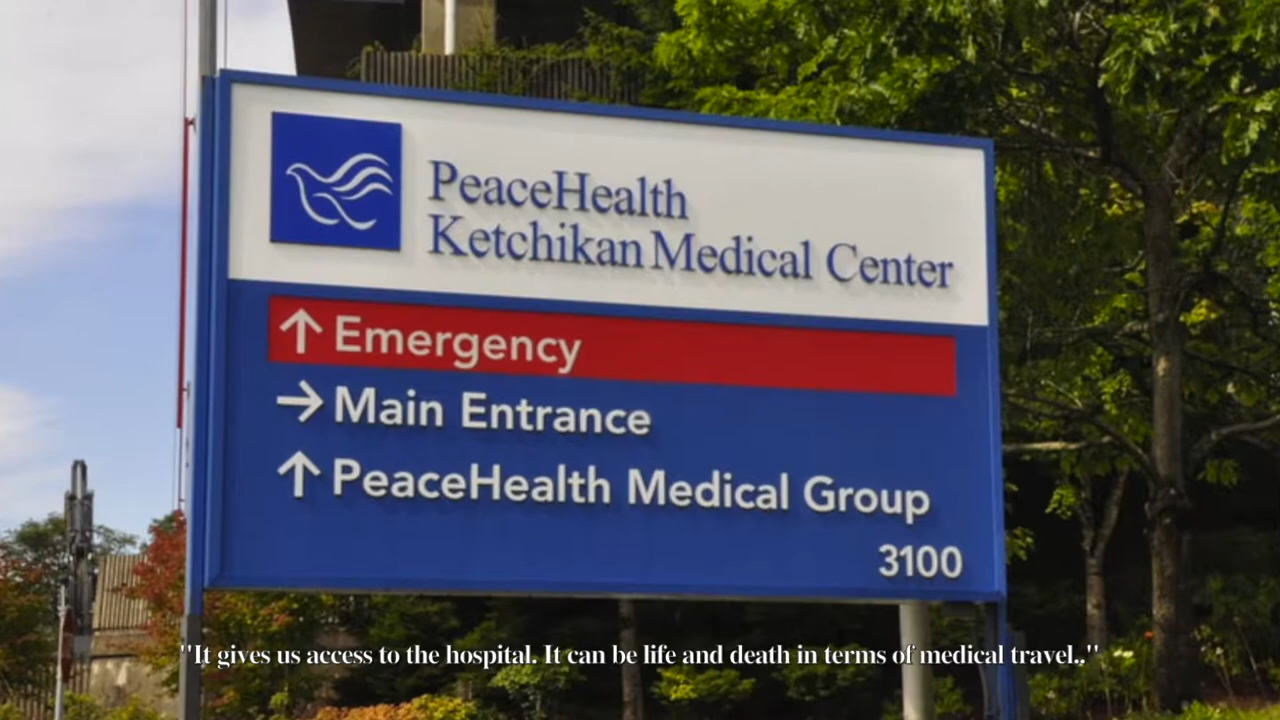 PeaceHealth
Ketchikan Medical Center
↑ Emergency
→ Main Entrance
↑ PeaceHealth Medical Group
3100
"It gives us access to the hospital. It can be life and death in terms of medical travel.."